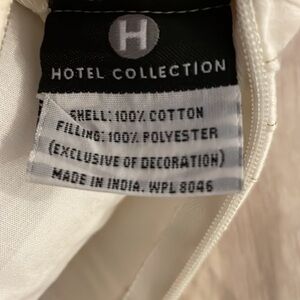 H
HOTEL COLLECTION
SHELL: 100% COTTON
FILLING: 100% POLYESTER
(EXCLUSIVE OF DECORATION)
MADE IN INDIA. WPL 8046